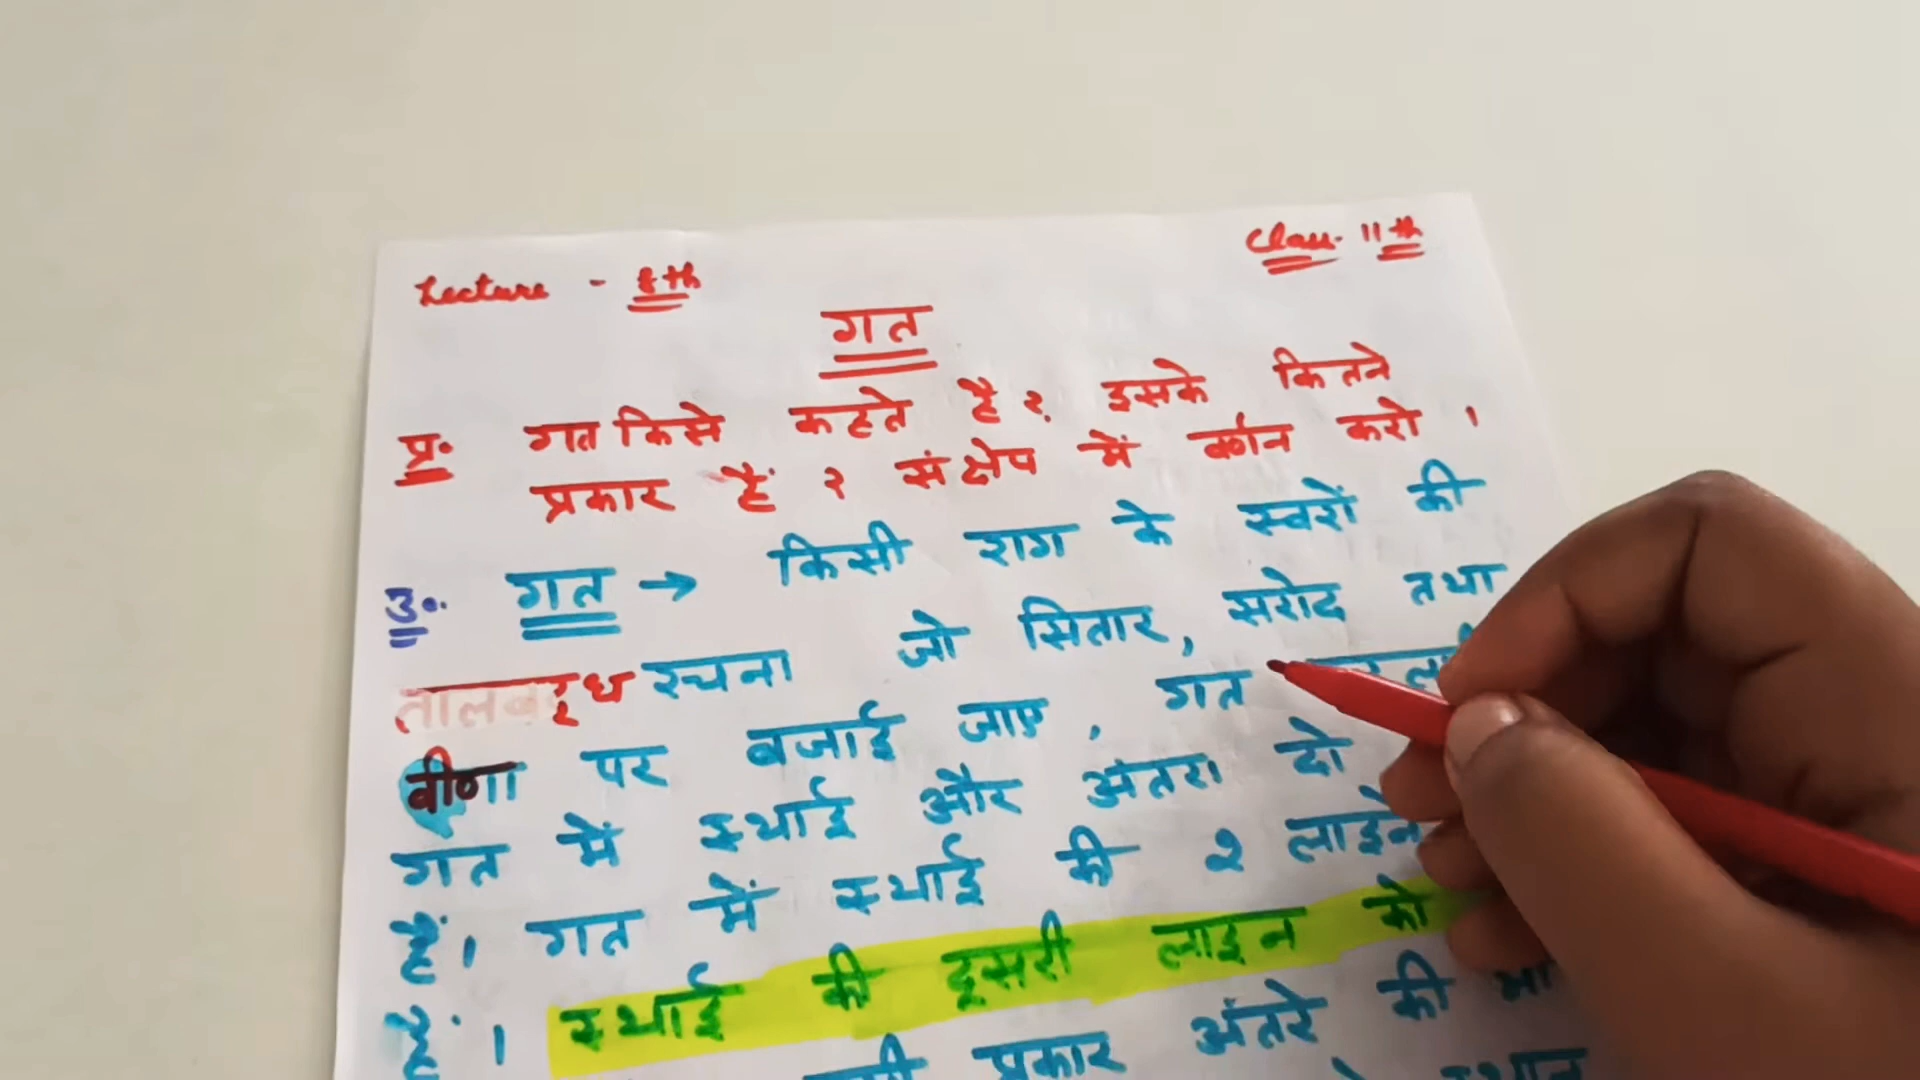 Lecture - 8th
Class- 11th
गत
प्र॰ गत किसे कहते है ? इसके कितने
प्रकार हैं ? संक्षेप में वर्णन करो ।
उ॰ गत → किसी राग के स्वरों की
तालबद्ध रचना जो सितार, सरोद तथा
वीणा पर बजाई जाए , गत
गत में स्थाई और अंतरा दो
हैं । गत में स्थाई की 2 लाईने
हैं । स्थाई की दूसरी लाइन को
प्रकार अंतरे की